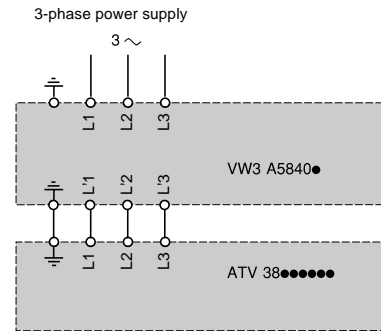 3-phase power supply
3 ~
L1 L2 L3
VW3 A5840●
L'1 L'2 L'3
L1 L2 L3
ATV 38●●●●●●